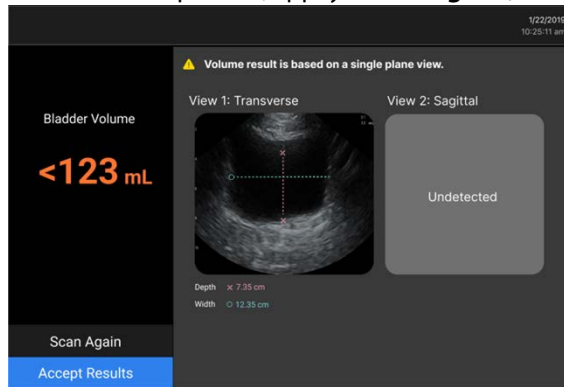 1/22/2019
10:25:11 am
Volume result is based on a single plane view.
Bladder Volume
<123 mL
View 1: Transverse
View 2: Sagittal
Undetected
Depth × 7.35 cm
Width ○ 12.35 cm
Scan Again
Accept Results